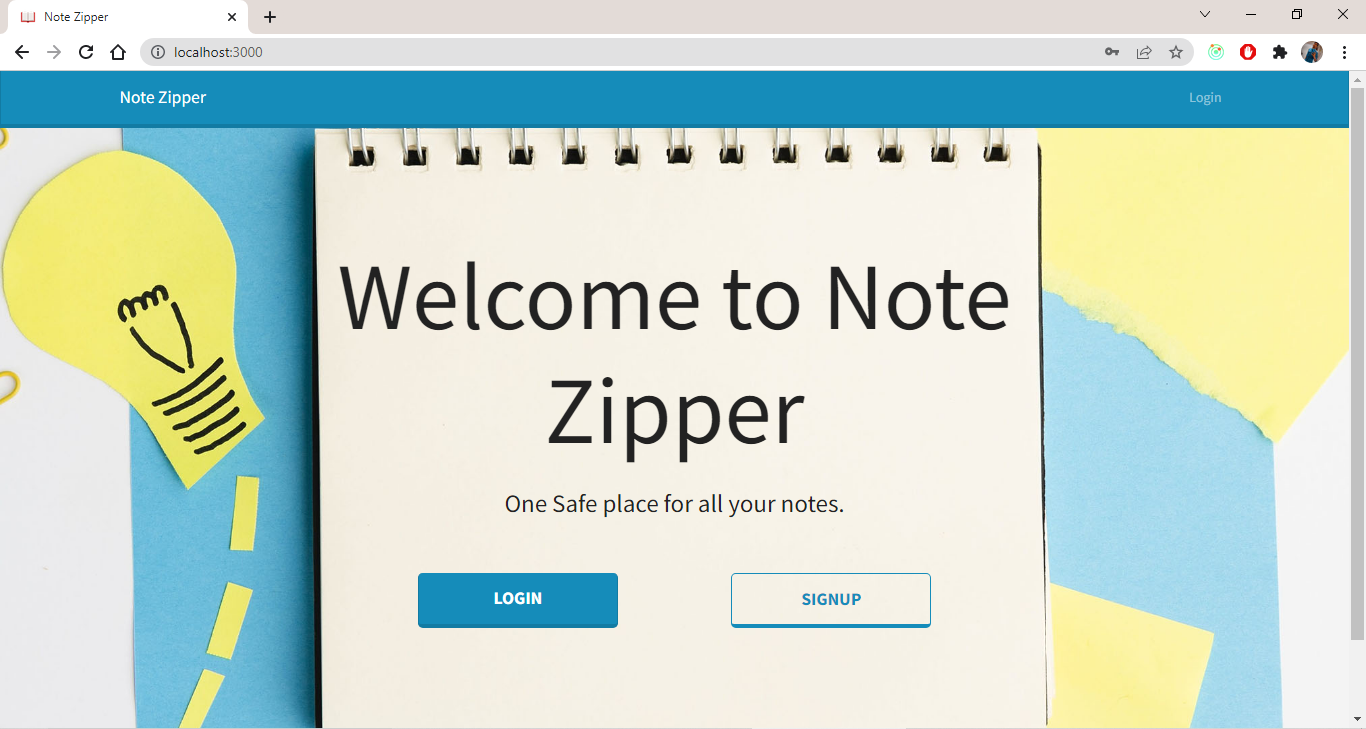 Note Zipper
localhost:3000
Note Zipper
Login
Welcome to Note
Zipper
One Safe place for all your notes.
LOGIN
SIGNUP